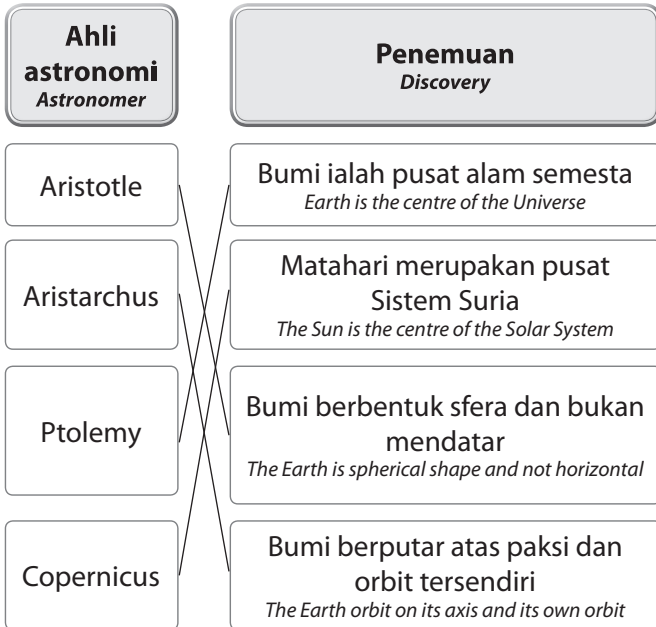 Ahli
astronomi
Astronomer
Penemuan
Discovery
Aristotle
Bumi ialah pusat alam semesta
Earth is the centre of the Universe
Aristarchus
Matahari merupakan pusat
Sistem Suria
The Sun is the centre of the Solar System
Ptolemy
Bumi berbentuk sfera dan bukan
mendatar
The Earth is spherical shape and not horizontal
Copernicus
Bumi berputar atas paksi dan
orbit tersendiri
The Earth orbit on its axis and its own orbit